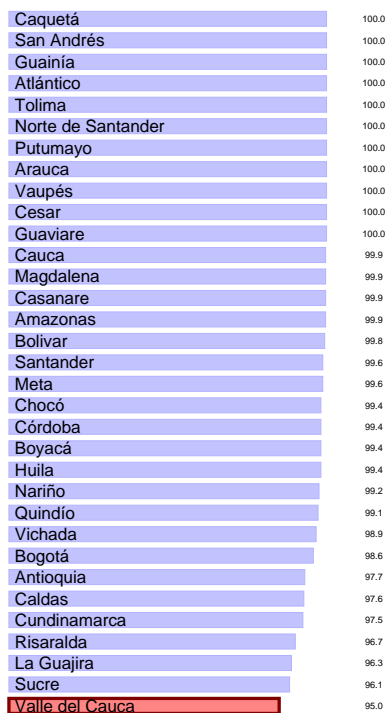 Caquetá 100.0
San Andrés 100.0
Guainía 100.0
Atlántico 100.0
Tolima 100.0
Norte de Santander 100.0
Putumayo 100.0
Arauca 100.0
Vaupés 100.0
Cesar 100.0
Guaviare 100.0
Cauca 99.9
Magdalena 99.9
Casanare 99.9
Amazonas 99.9
Bolivar 99.8
Santander 99.6
Meta 99.6
Chocó 99.4
Córdoba 99.4
Boyacá 99.4
Huila 99.4
Nariño 99.2
Quindío 99.1
Vichada 98.9
Bogotá 98.6
Antioquia 97.7
Caldas 97.6
Cundinamarca 97.5
Risaralda 96.7
La Guajira 96.3
Sucre 96.1
Valle del Cauca 95.0